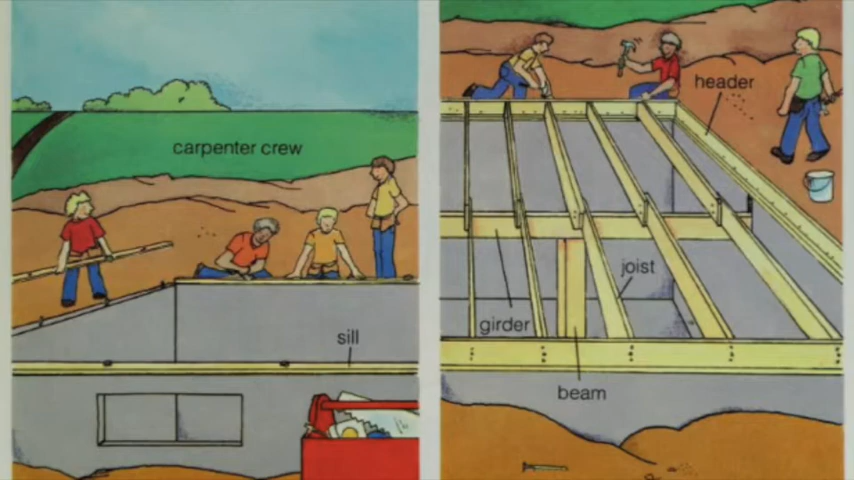 carpenter crew
sill
header
joist
girder
beam